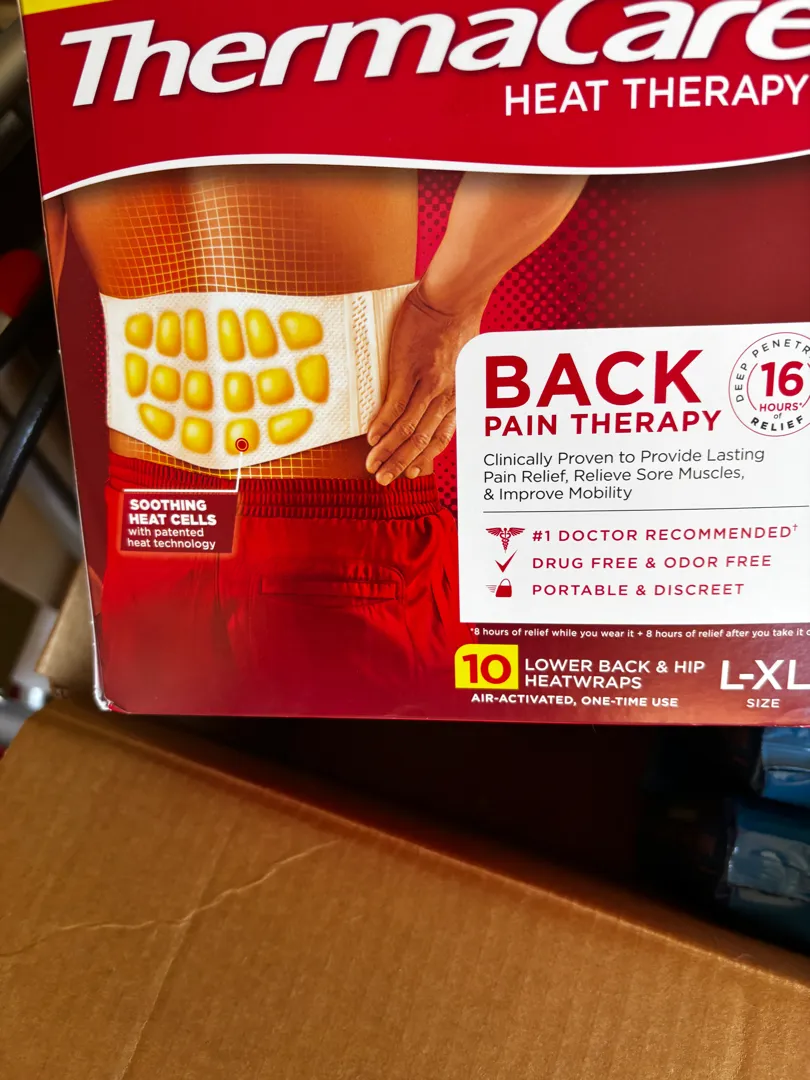 ThermaCare
HEAT THERAPY
BACK
PAIN THERAPY
DEEP PENETR
16
HOURS*
of
RELIEF
Clinically Proven to Provide Lasting
Pain Relief, Relieve Sore Muscles,
& Improve Mobility
#1 DOCTOR RECOMMENDED†
DRUG FREE & ODOR FREE
PORTABLE & DISCREET
SOOTHING
HEAT CELLS
with patented
heat technology
*8 hours of relief while you wear it + 8 hours of relief after you take it
10 LOWER BACK & HIP
HEATWRAPS
AIR-ACTIVATED, ONE-TIME USE
L-XL
SIZE